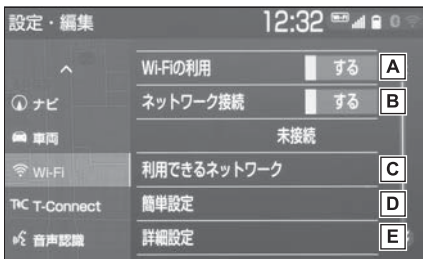 設定・編集 12:32 Wi-Fi 0
Wi-Fiの利用 する A
ナビ ネットワーク接続 する B
車両 未接続
Wi-Fi 利用できるネットワーク C
T-Connect 簡単設定 D
音声認識 詳細設定 E